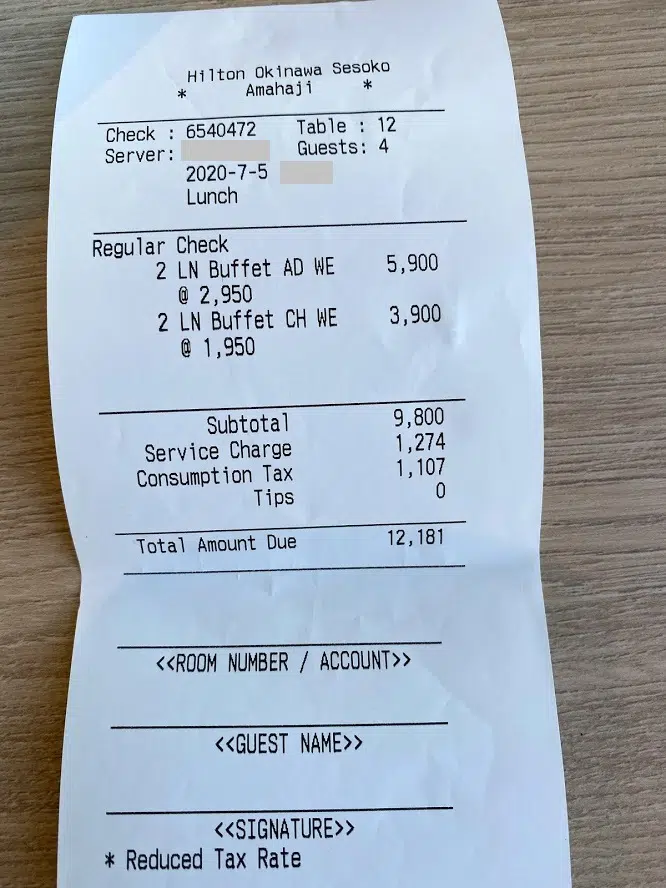 Hilton Okinawa Sesoko
* Amahaji *
Check : 6540472 Table : 12
Server: Guests: 4
2020-7-5
Lunch
Regular Check
2 LN Buffet AD WE 5,900
@ 2,950
2 LN Buffet CH WE 3,900
@ 1,950
Subtotal 9,800
Service Charge 1,274
Consumption Tax 1,107
Tips 0
Total Amount Due 12,181
<<ROOM NUMBER / ACCOUNT>>
<<GUEST NAME>>
<<SIGNATURE>>
* Reduced Tax Rate